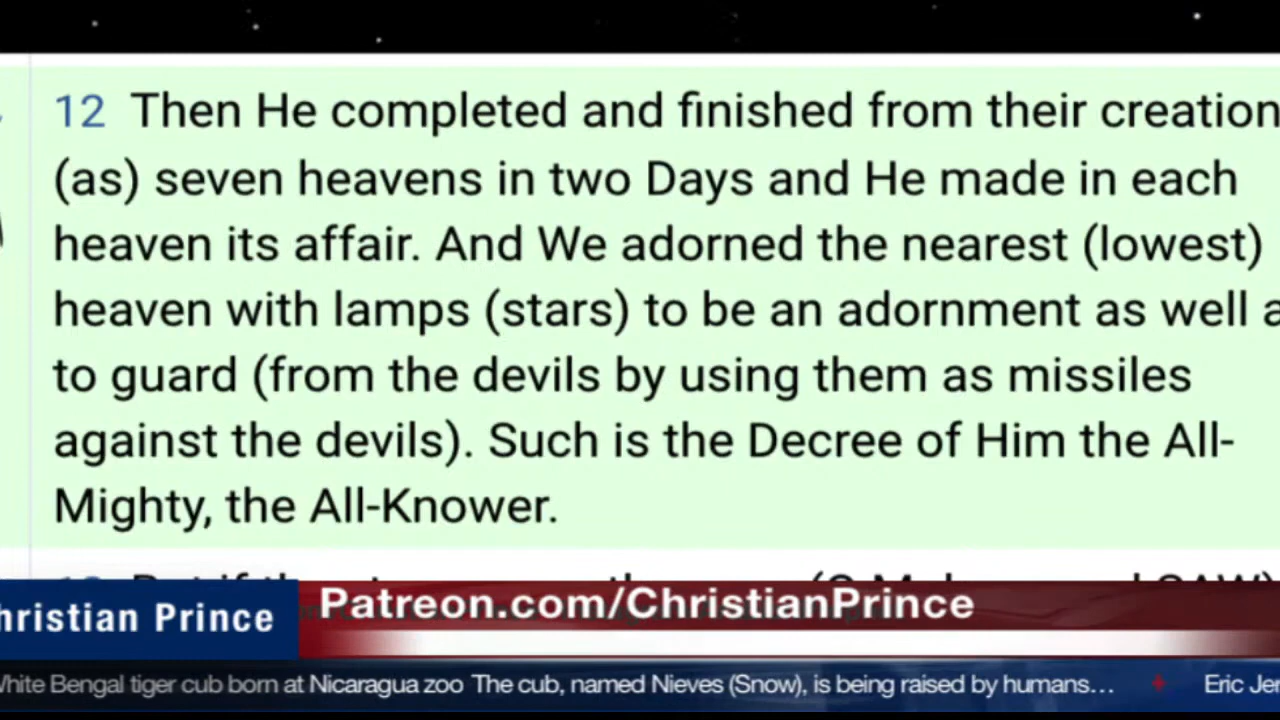 12 Then He completed and finished from their creation
(as) seven heavens in two Days and He made in each
heaven its affair. And We adorned the nearest (lowest)
heaven with lamps (stars) to be an adornment as well a
to guard (from the devils by using them as missiles
against the devils). Such is the Decree of Him the All-
Mighty, the All-Knower.
hristian Prince
Patreon.com/ChristianPrince
White Bengal tiger cub born at Nicaragua zoo The cub, named Nieves (Snow), is being raised by humans... Eric Jer